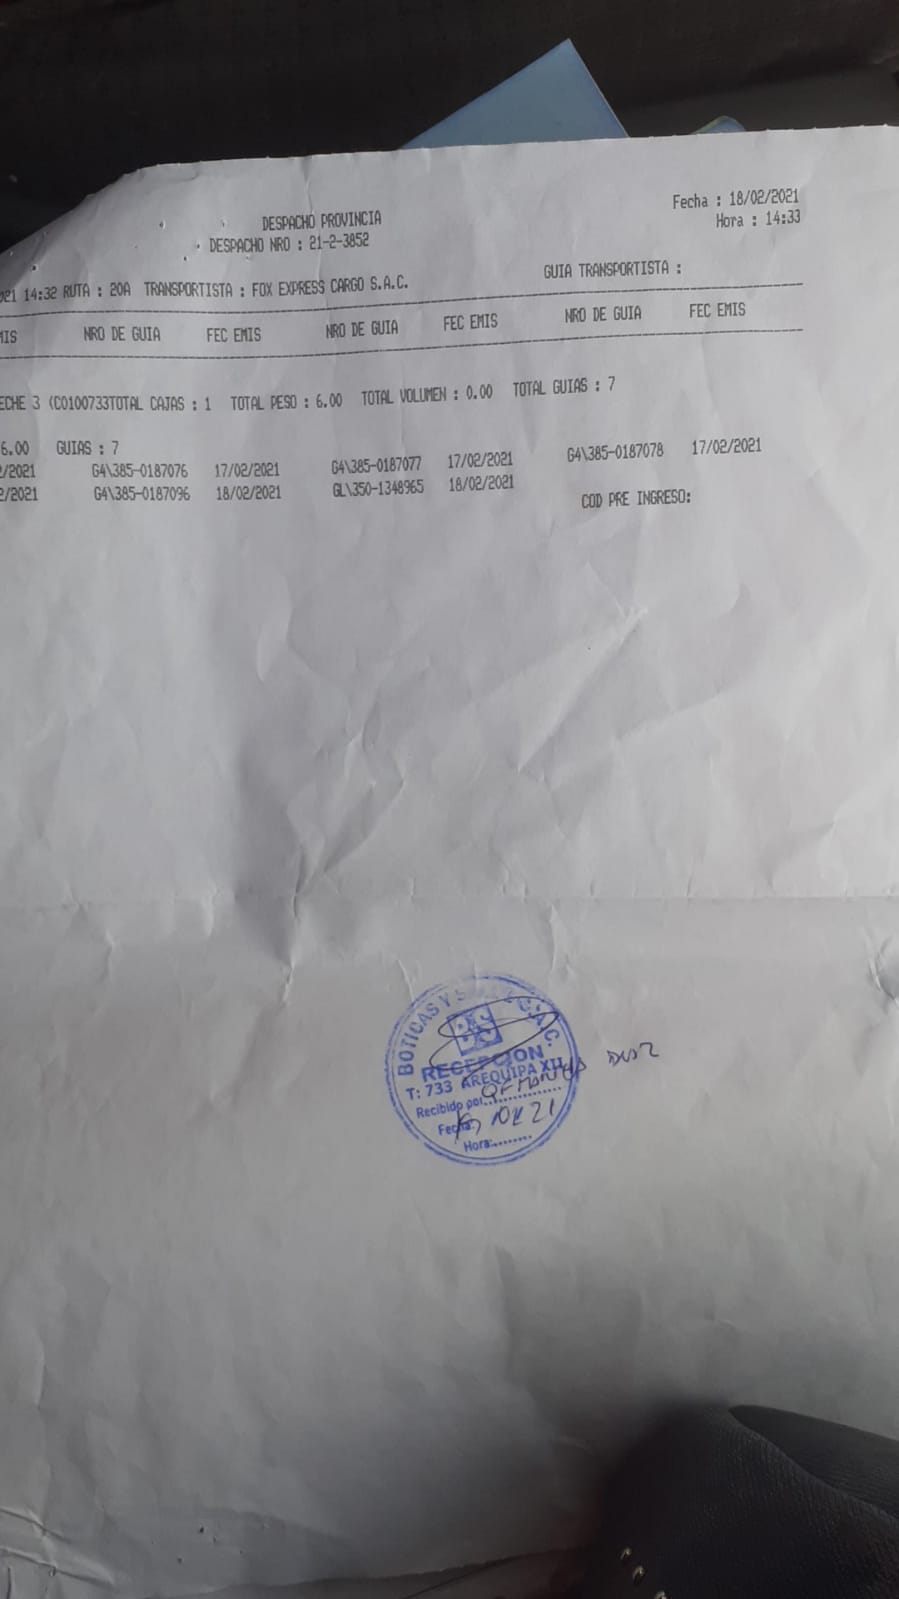 Fecha : 18/02/2021
Hora : 14:33
DESPACHO PROVINCIA
DESPACHO NRO : 21-2-3852
GUIA TRANSPORTISTA :
021 14:32 RUTA : 20A TRANSPORTISTA : FOX EXPRESS CARGO S.A.C.
MIS NRO DE GUIA FEC EMIS NRO DE GUIA FEC EMIS NRO DE GUIA FEC EMIS
ECHE 3 (C0100733TOTAL CAJAS : 1 TOTAL PESO : 6.00 TOTAL VOLUMEN : 0.00 TOTAL GUIAS : 7
6.00 GUIAS : 7
2/2021 G4\385-0187076 17/02/2021 G4\385-0187077 17/02/2021 G4\385-0187078 17/02/2021
2/2021 G4\385-0187096 18/02/2021 GL\350-1348965 18/02/2021
COD PRE INGRESO:
BOTICAS Y S.A.C.
BS
RECEPCION
T: 733 AREQUIPA XII
Recibido por
Fecha: 21
Hora: